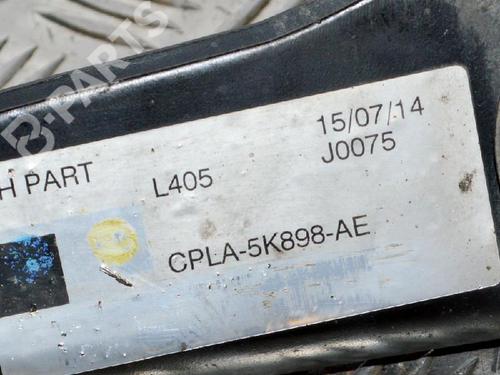 B-PARTS
15/07/14
H PART L405 J0075
CPLA-5K898-AE